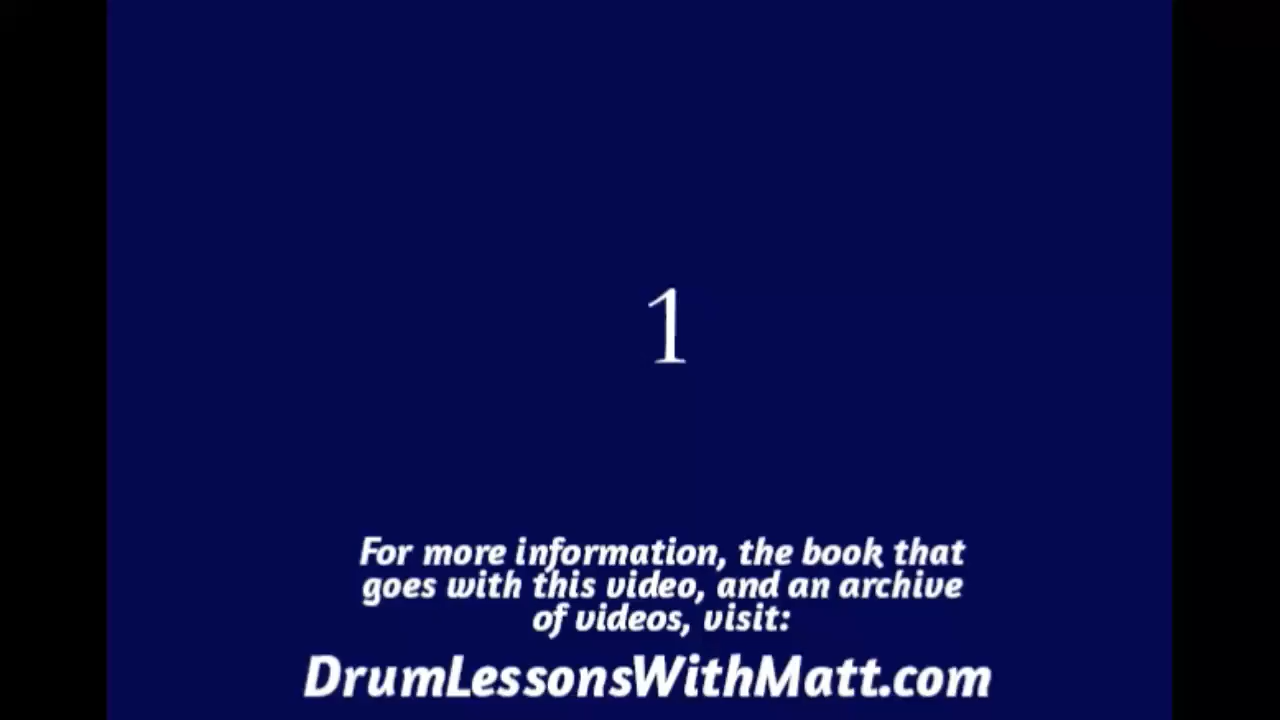 1
For more information, the book that
goes with this video, and an archive
of videos, visit:
DrumLessonsWithMatt.com